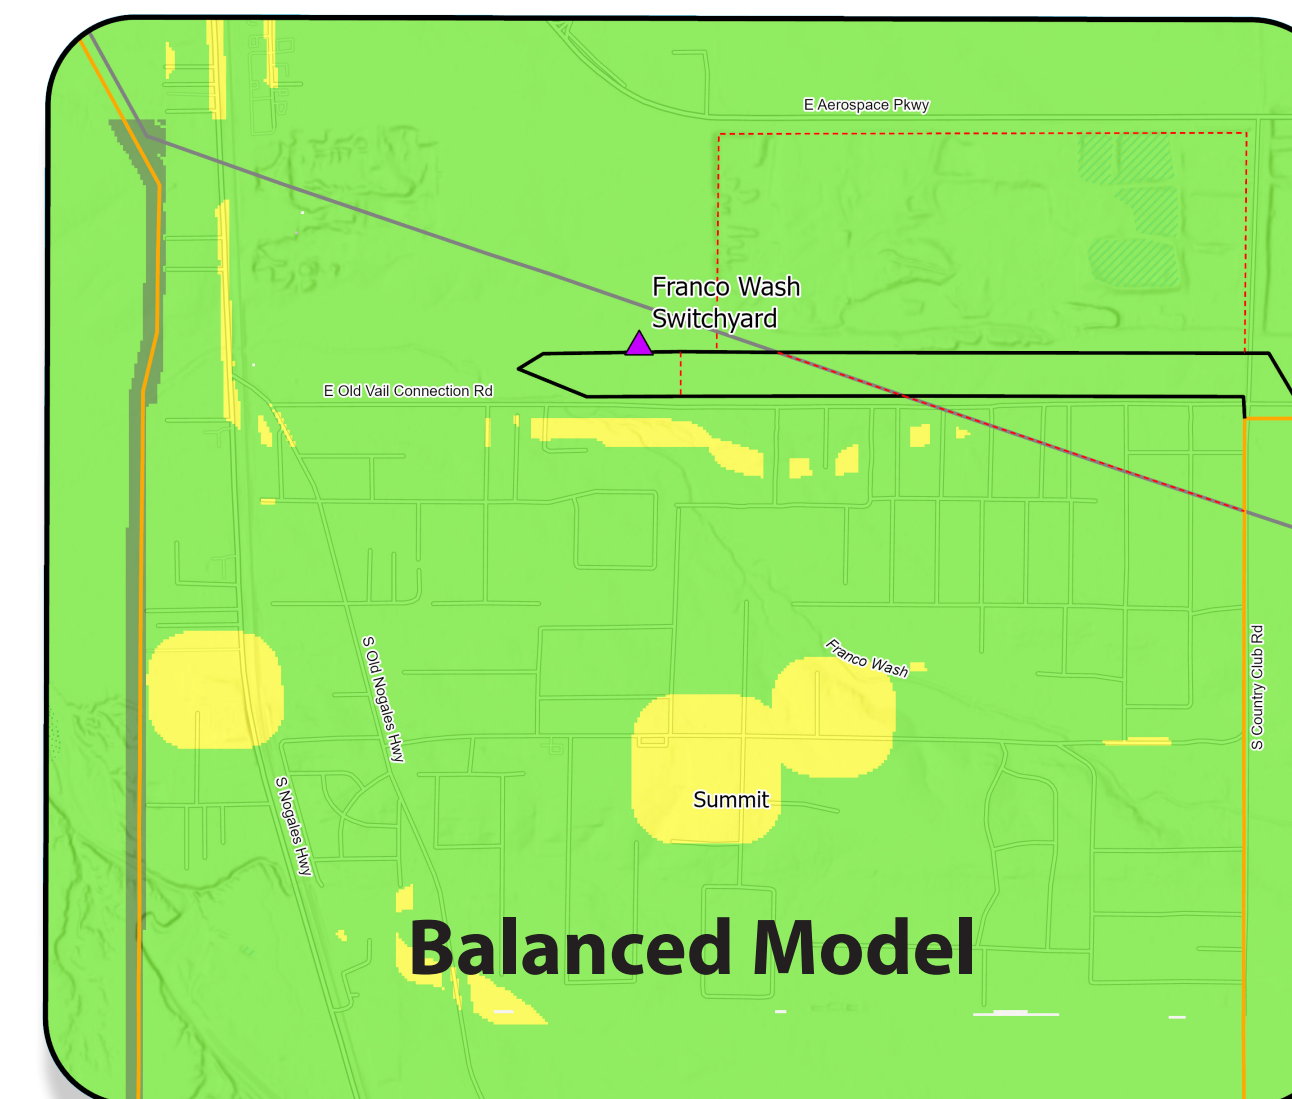 E Aerospace Pkwy
Franco Wash
Switchyard
E Old Vail Connection Rd
S Old Nogales Hwy
Franco Wash
S Country Club Rd
S Nogales Hwy
Summit
Balanced Model